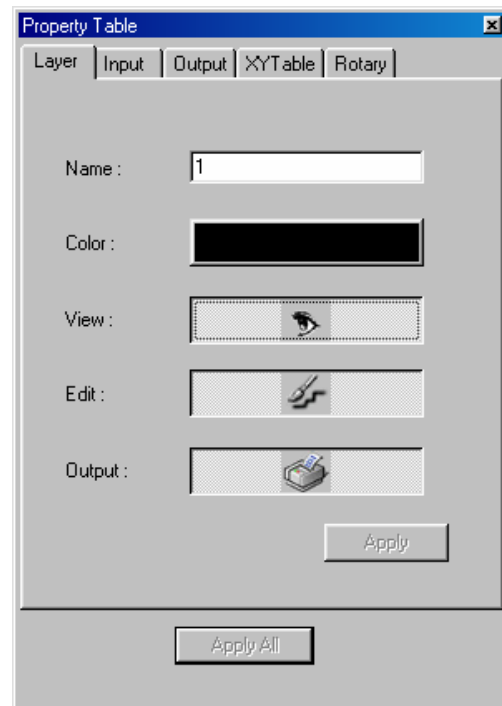 Property Table
Layer Input Output XYTable Rotary
Name : 1
Color :
View :
Edit :
Output :
Apply
Apply All